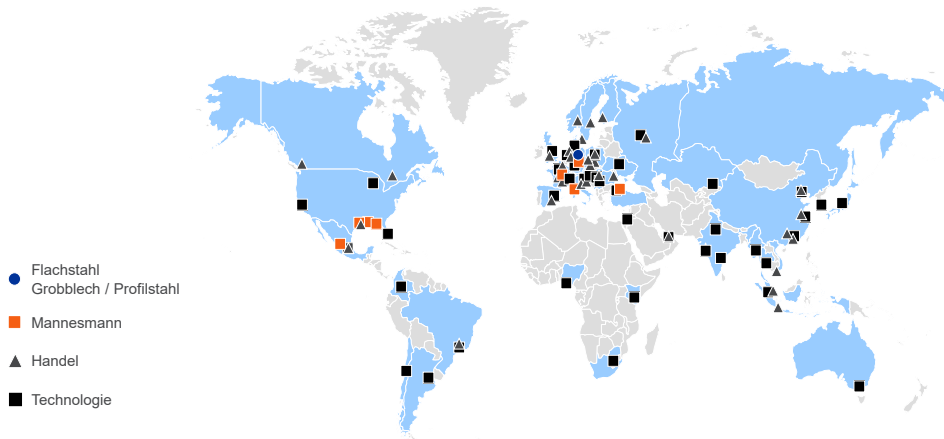 Flachstahl
Grobblech / Profilstahl
Mannesmann
Handel
Technologie